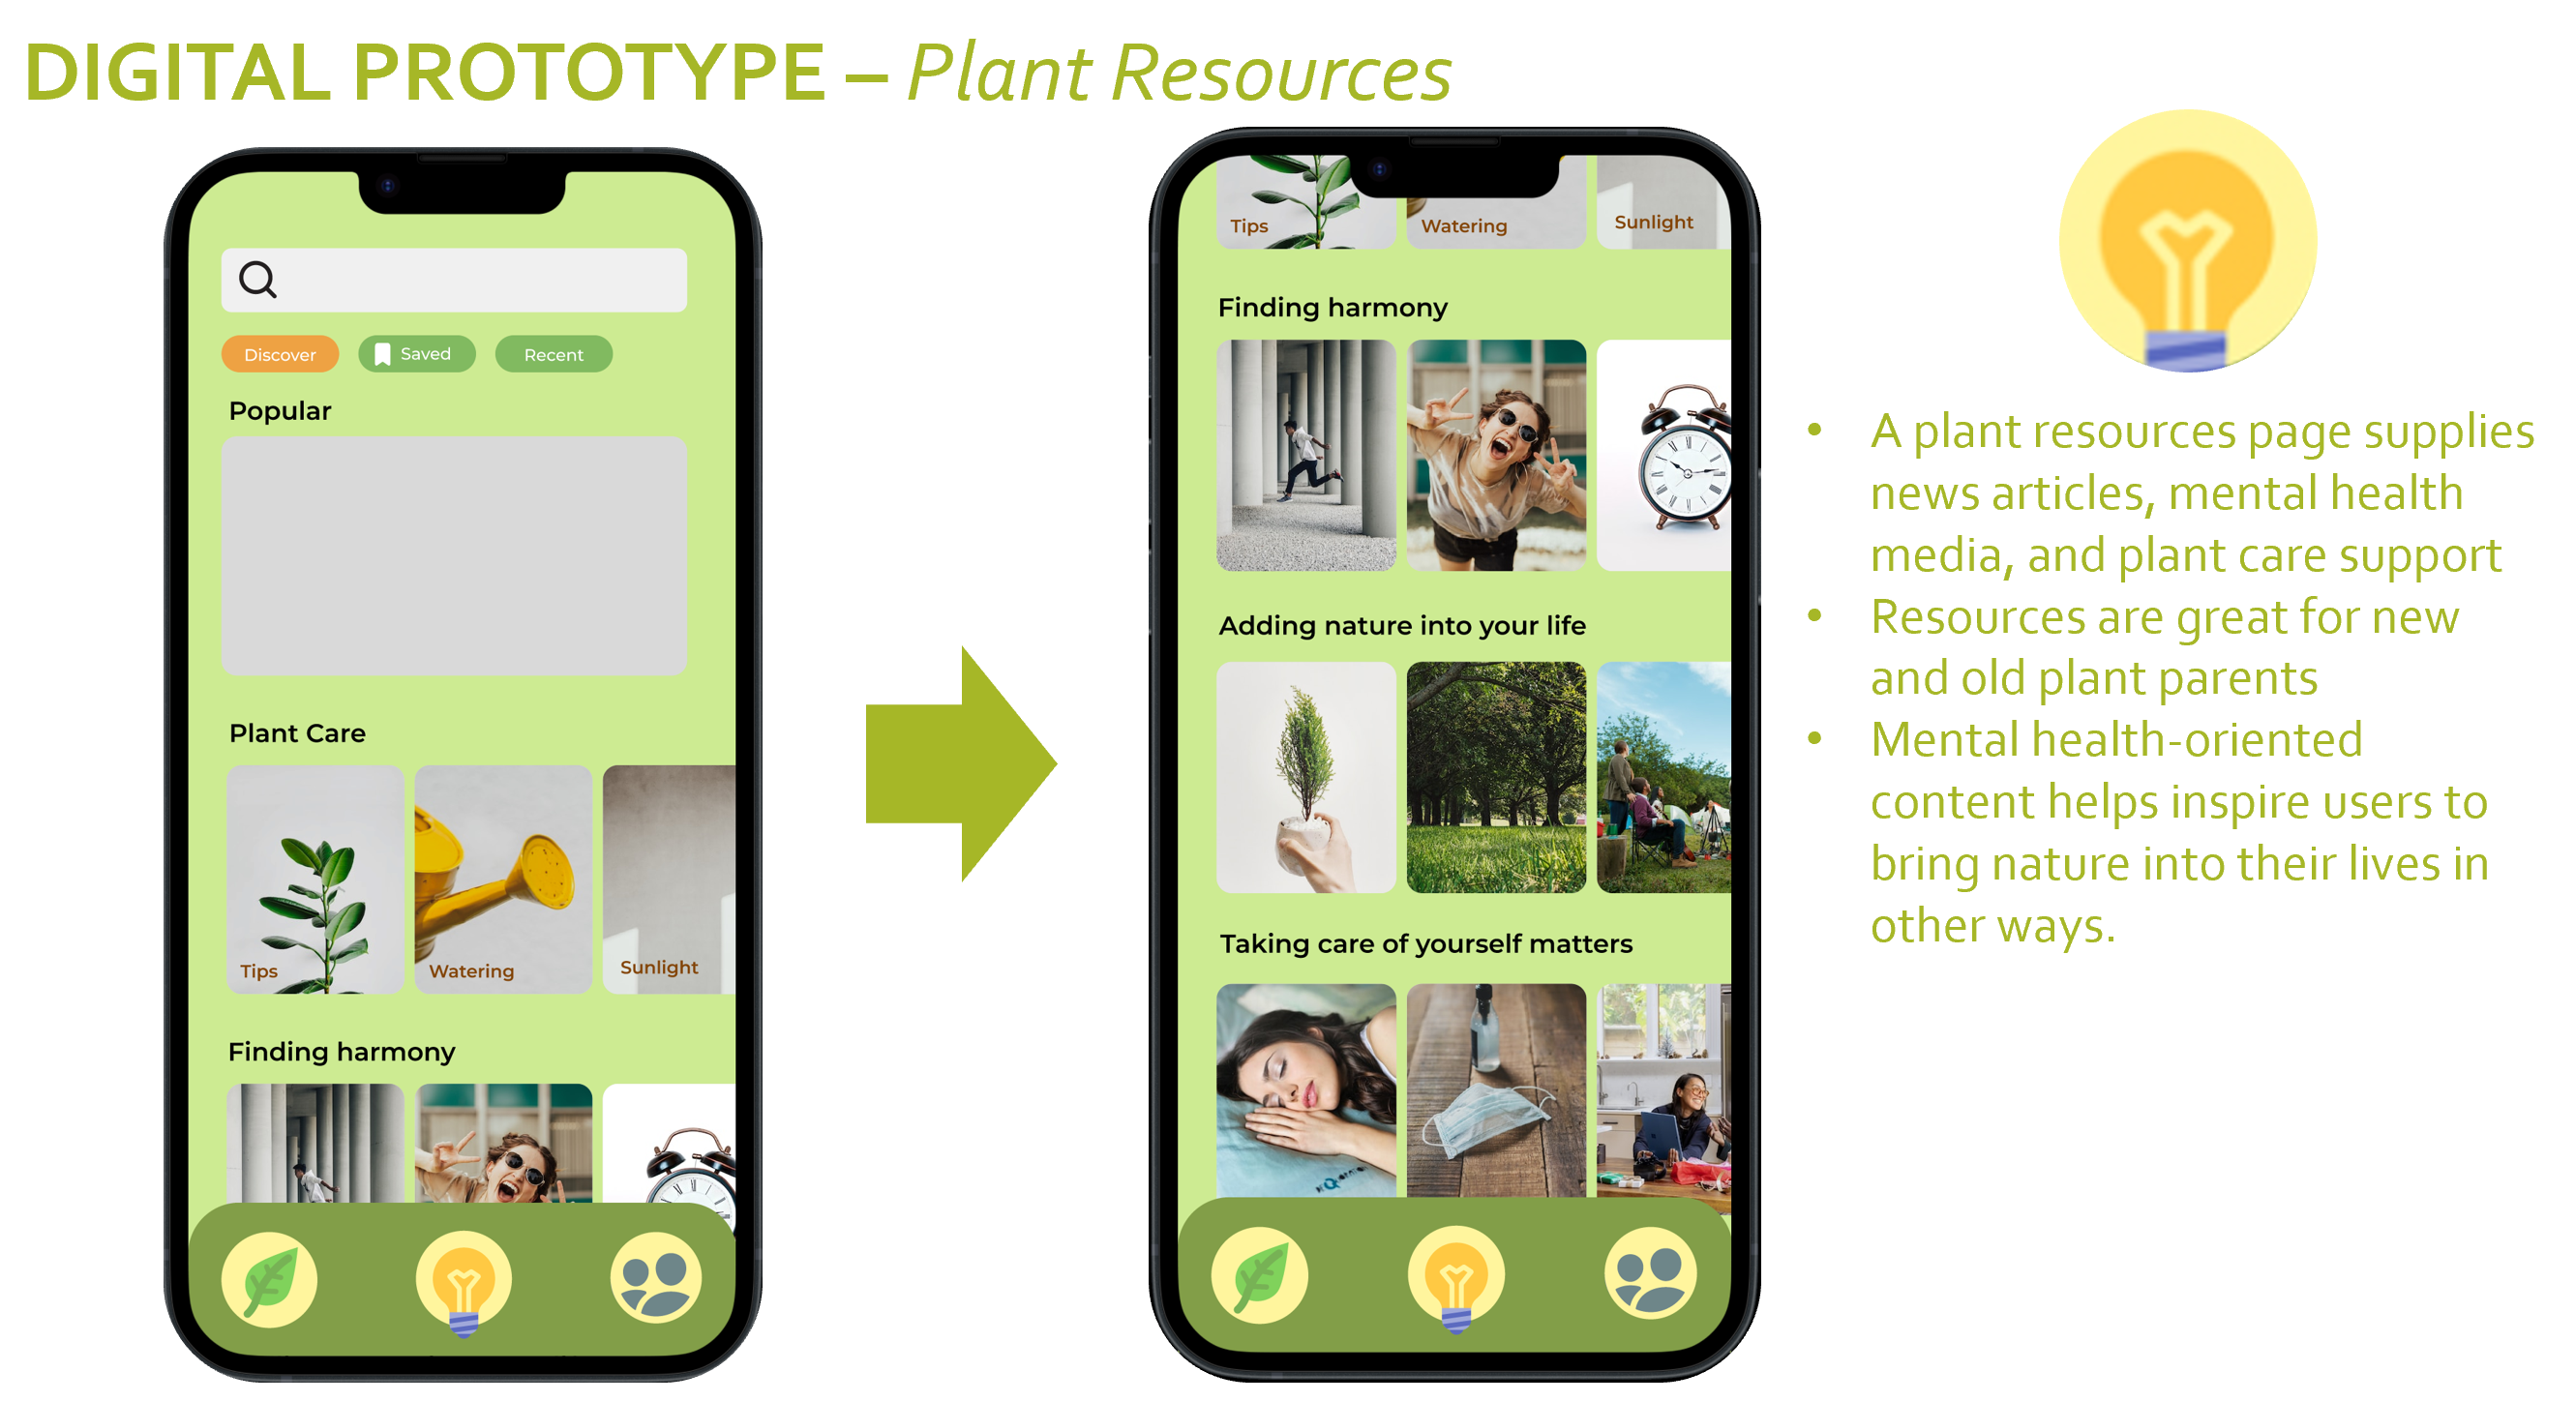 DIGITAL PROTOTYPE – Plant Resources
Discover
Saved
Recent
Popular
Plant Care
Tips
Watering
Sunlight
Finding harmony
Tips
Watering
Sunlight
Finding harmony
Adding nature into your life
Taking care of yourself matters
• A plant resources page supplies
news articles, mental health
media, and plant care support
• Resources are great for new
and old plant parents
• Mental health-oriented
content helps inspire users to
bring nature into their lives in
other ways.